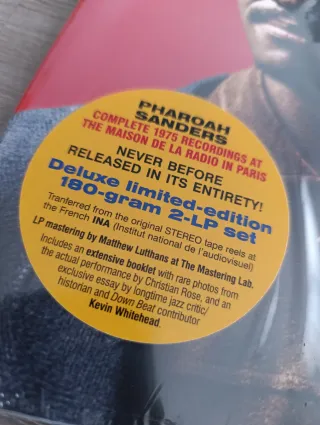 PHAROAH
SANDERS
COMPLETE 1975 RECORDINGS AT
THE MAISON DE LA RADIO IN PARIS
NEVER BEFORE
RELEASED IN ITS ENTIRETY!
Deluxe limited-edition
180-gram 2-LP set
Tranferred from the original STEREO tape reels at
the French INA (Institut national de l'audiovisuel)
LP mastering by Matthew Lutthans at The Mastering Lab.
Includes an extensive booklet with rare photos from
the actual performance by Christian Rose, and an
exclusive essay by longtime jazz critic/
historian and Down Beat contributor
Kevin Whitehead.